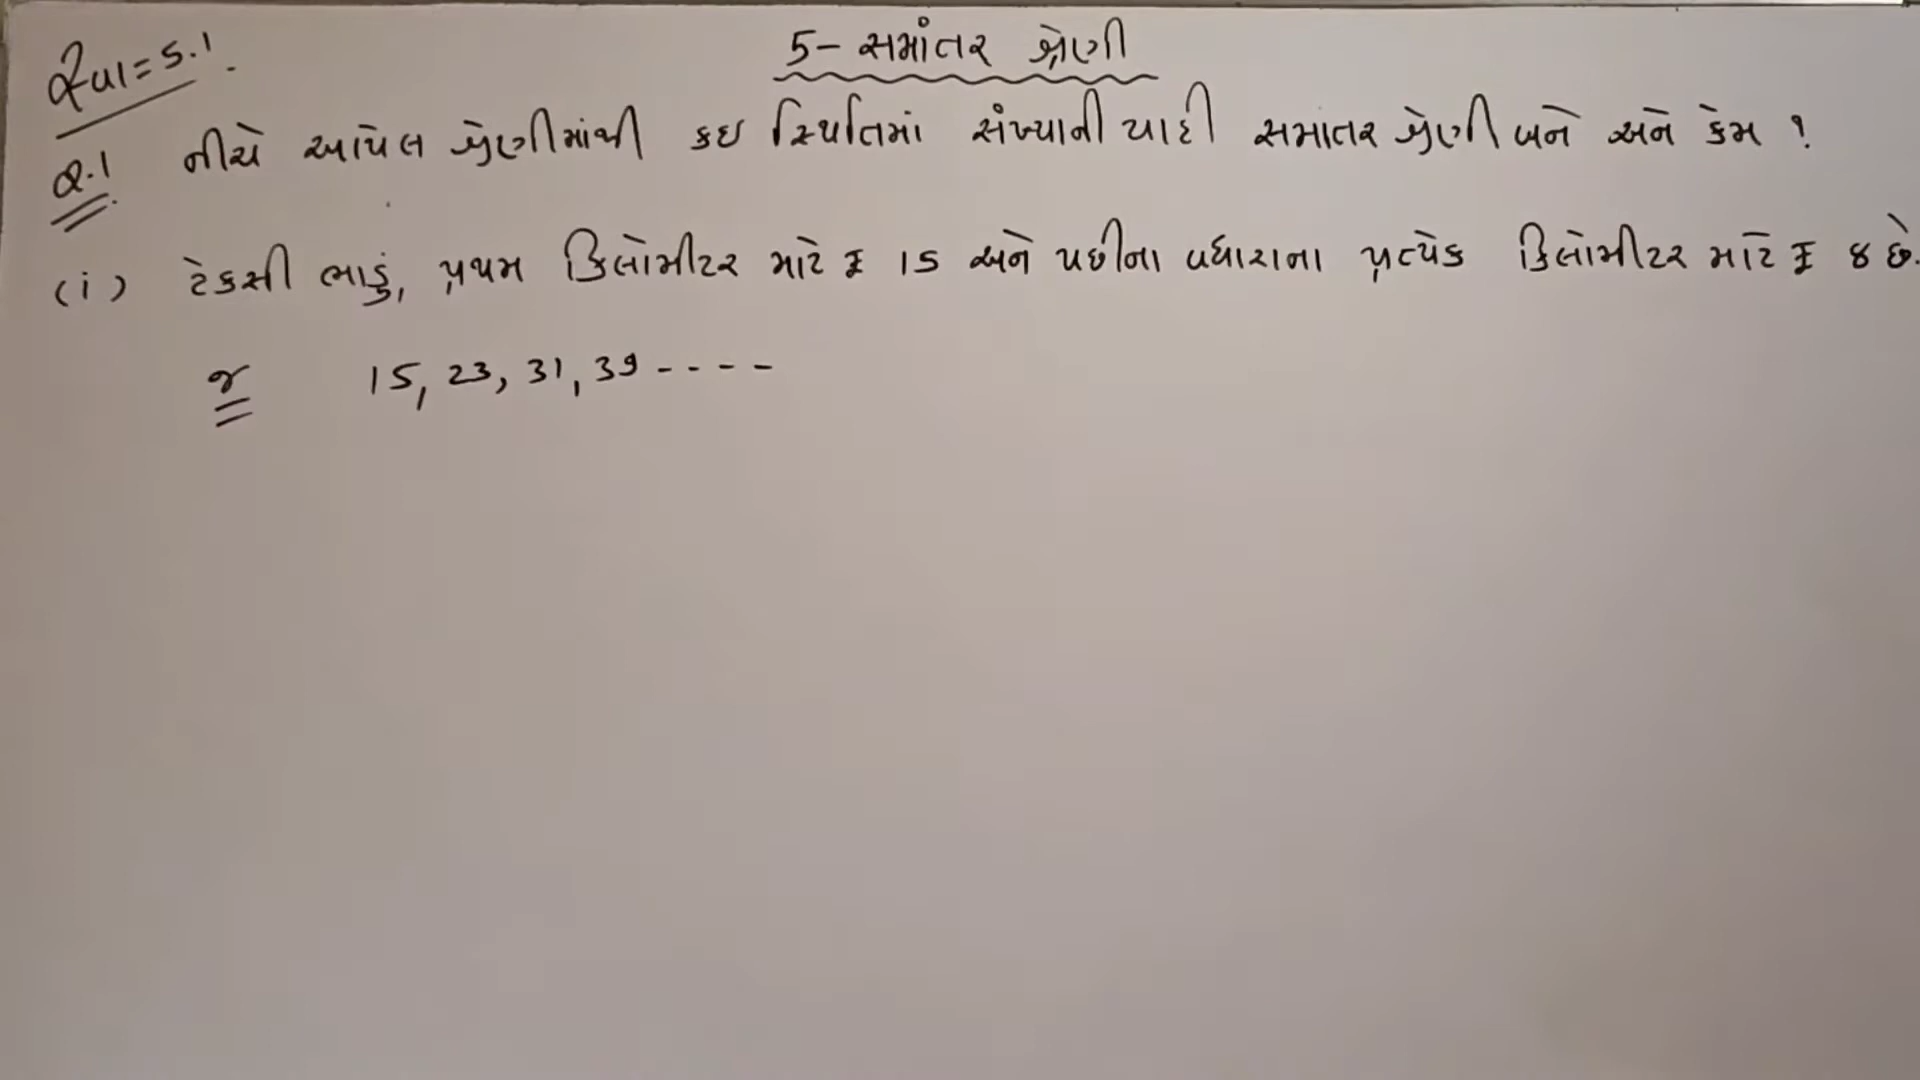 5- સમાંતર શ્રેણી
સ્વા = 5.1.
Q.1 નીચે આપેલ શ્રેણીમાંથી કઇ સ્થિતિમાં સંખ્યાની યાદી સમાતર શ્રેણી બને અને કેમ ?
(i) ટેકસી ભાડું, પ્રથમ કિલોમીટર માટે ₹ 15 અને પછીના વધારાના પ્રત્યેક કિલોમીટર માટે ₹ 8 છે.
જ 15, 23, 31, 39 - - - -